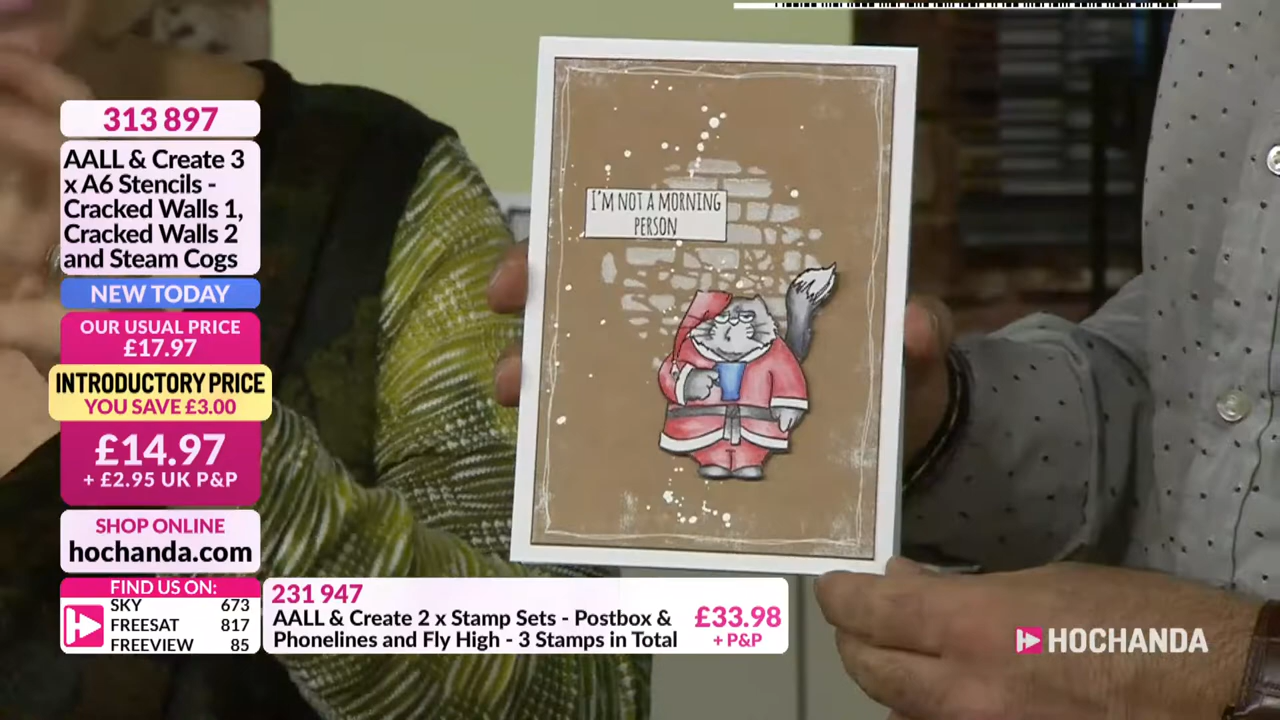 313 897
AALL & Create 3
x A6 Stencils -
Cracked Walls 1,
Cracked Walls 2
and Steam Cogs
NEW TODAY
OUR USUAL PRICE
£17.97
INTRODUCTORY PRICE
YOU SAVE £3.00
£14.97
+ £2.95 UK P&P
SHOP ONLINE
hochanda.com
FIND US ON:
SKY 673
FREESAT 817
FREEVIEW 85
231 947
AALL & Create 2 x Stamp Sets - Postbox &
Phonelines and Fly High - 3 Stamps in Total
£33.98
+ P&P
I'M NOT A MORNING
PERSON
HOCHANDA